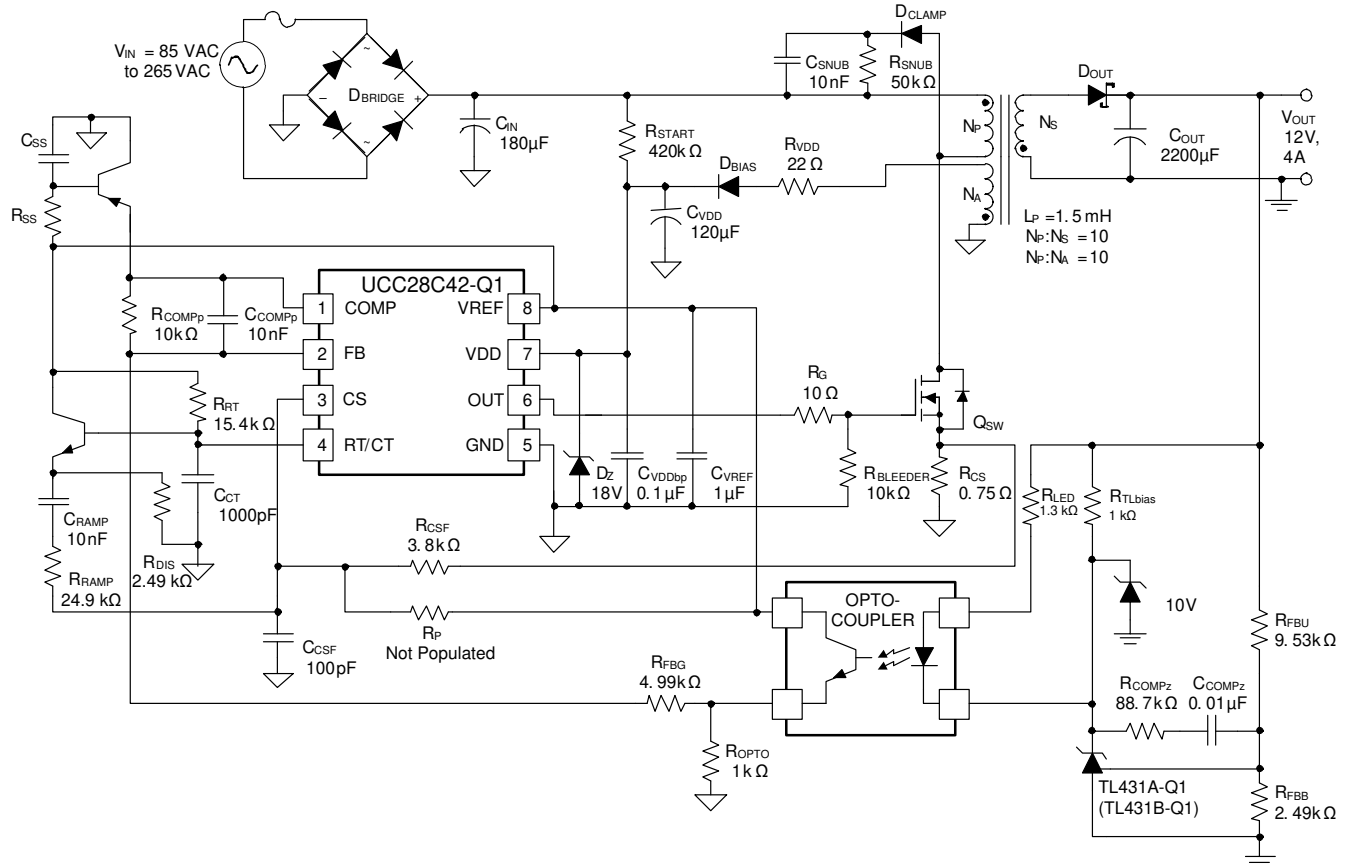 DCLAMP
VIN = 85 VAC
to 265 VAC
CSNUB
10nF
RSNUB
50kΩ
DOUT
~
~
−
+
DBRIDGE
CIN
180µF
RSTART
420kΩ
NP
NS
VOUT
12V,
4A
COUT
2200µF
CSS
RVDD
22Ω
DBIAS
NA
RSS
CVDD
120µF
LP =1.5 mH
NP:NS = 10
NP:NA = 10
UCC28C42-Q1
1 COMP VREF 8
2 FB VDD 7
3 CS OUT 6
4 RT/CT GND 5
RCOMPp
10kΩ
CCOMPp
10nF
RG
10Ω
RRT
15.4kΩ
QSW
DZ
18V
CVDDbp
0.1µF
CVREF
1µF
RBLEEDER
10kΩ
RCS
0.75Ω
RLED
1.3 kΩ
RTLbias
1 kΩ
CCT
1000pF
CRAMP
10nF
RDIS
2.49 kΩ
RCSF
3.8kΩ
RRAMP
24.9 kΩ
OPTO-
COUPLER
10V
RP
Not Populated
RFBU
9.53kΩ
CCSF
100pF
RFBG
4.99kΩ
RCOMPz
88.7kΩ
CCOMPz
0.01µF
ROPTO
1kΩ
TL431A-Q1
(TL431B-Q1)
RFBB
2.49kΩ